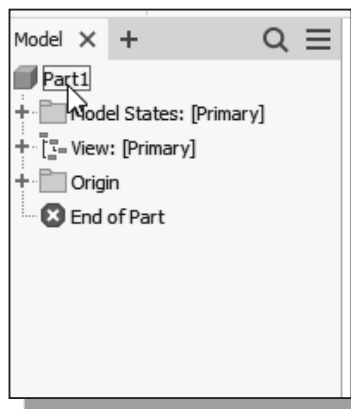 Model
Part1
Model States: [Primary]
View: [Primary]
Origin
End of Part